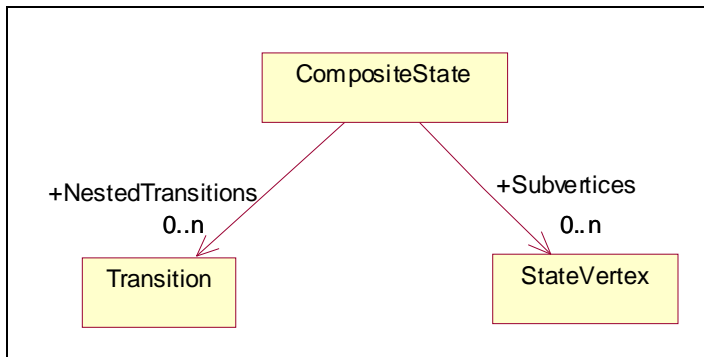 CompositeState
+NestedTransitions
+Subvertices
0..n
0..n
Transition
StateVertex